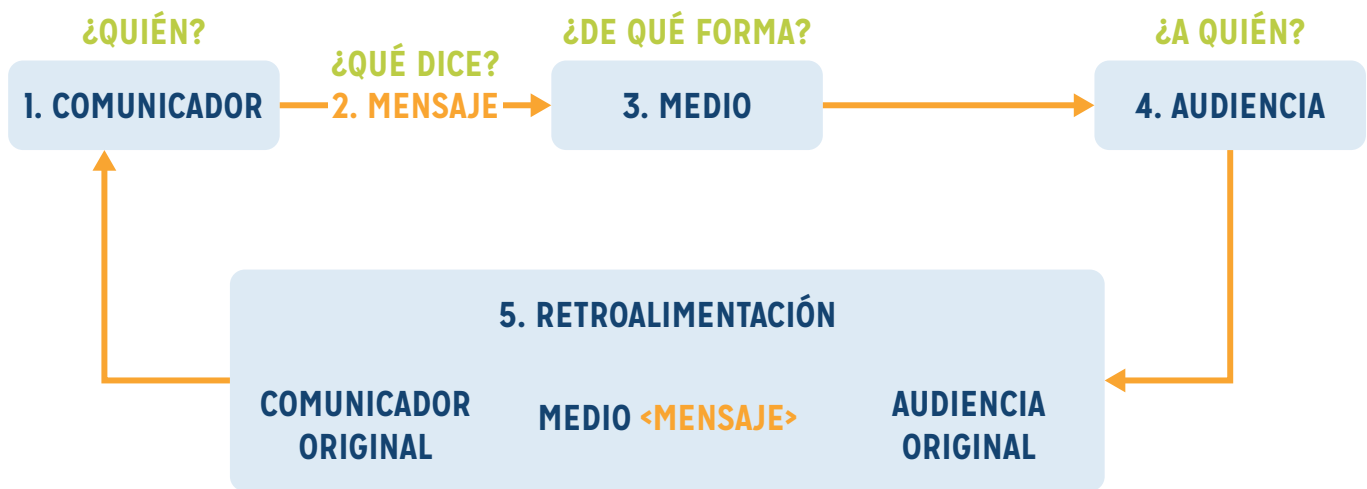 ¿QUIÉN?
¿QUÉ DICE?
¿DE QUÉ FORMA?
¿A QUIÉN?
1. COMUNICADOR
2. MENSAJE
3. MEDIO
4. AUDIENCIA
5. RETROALIMENTACIÓN
COMUNICADOR
ORIGINAL
MEDIO <MENSAJE>
AUDIENCIA
ORIGINAL